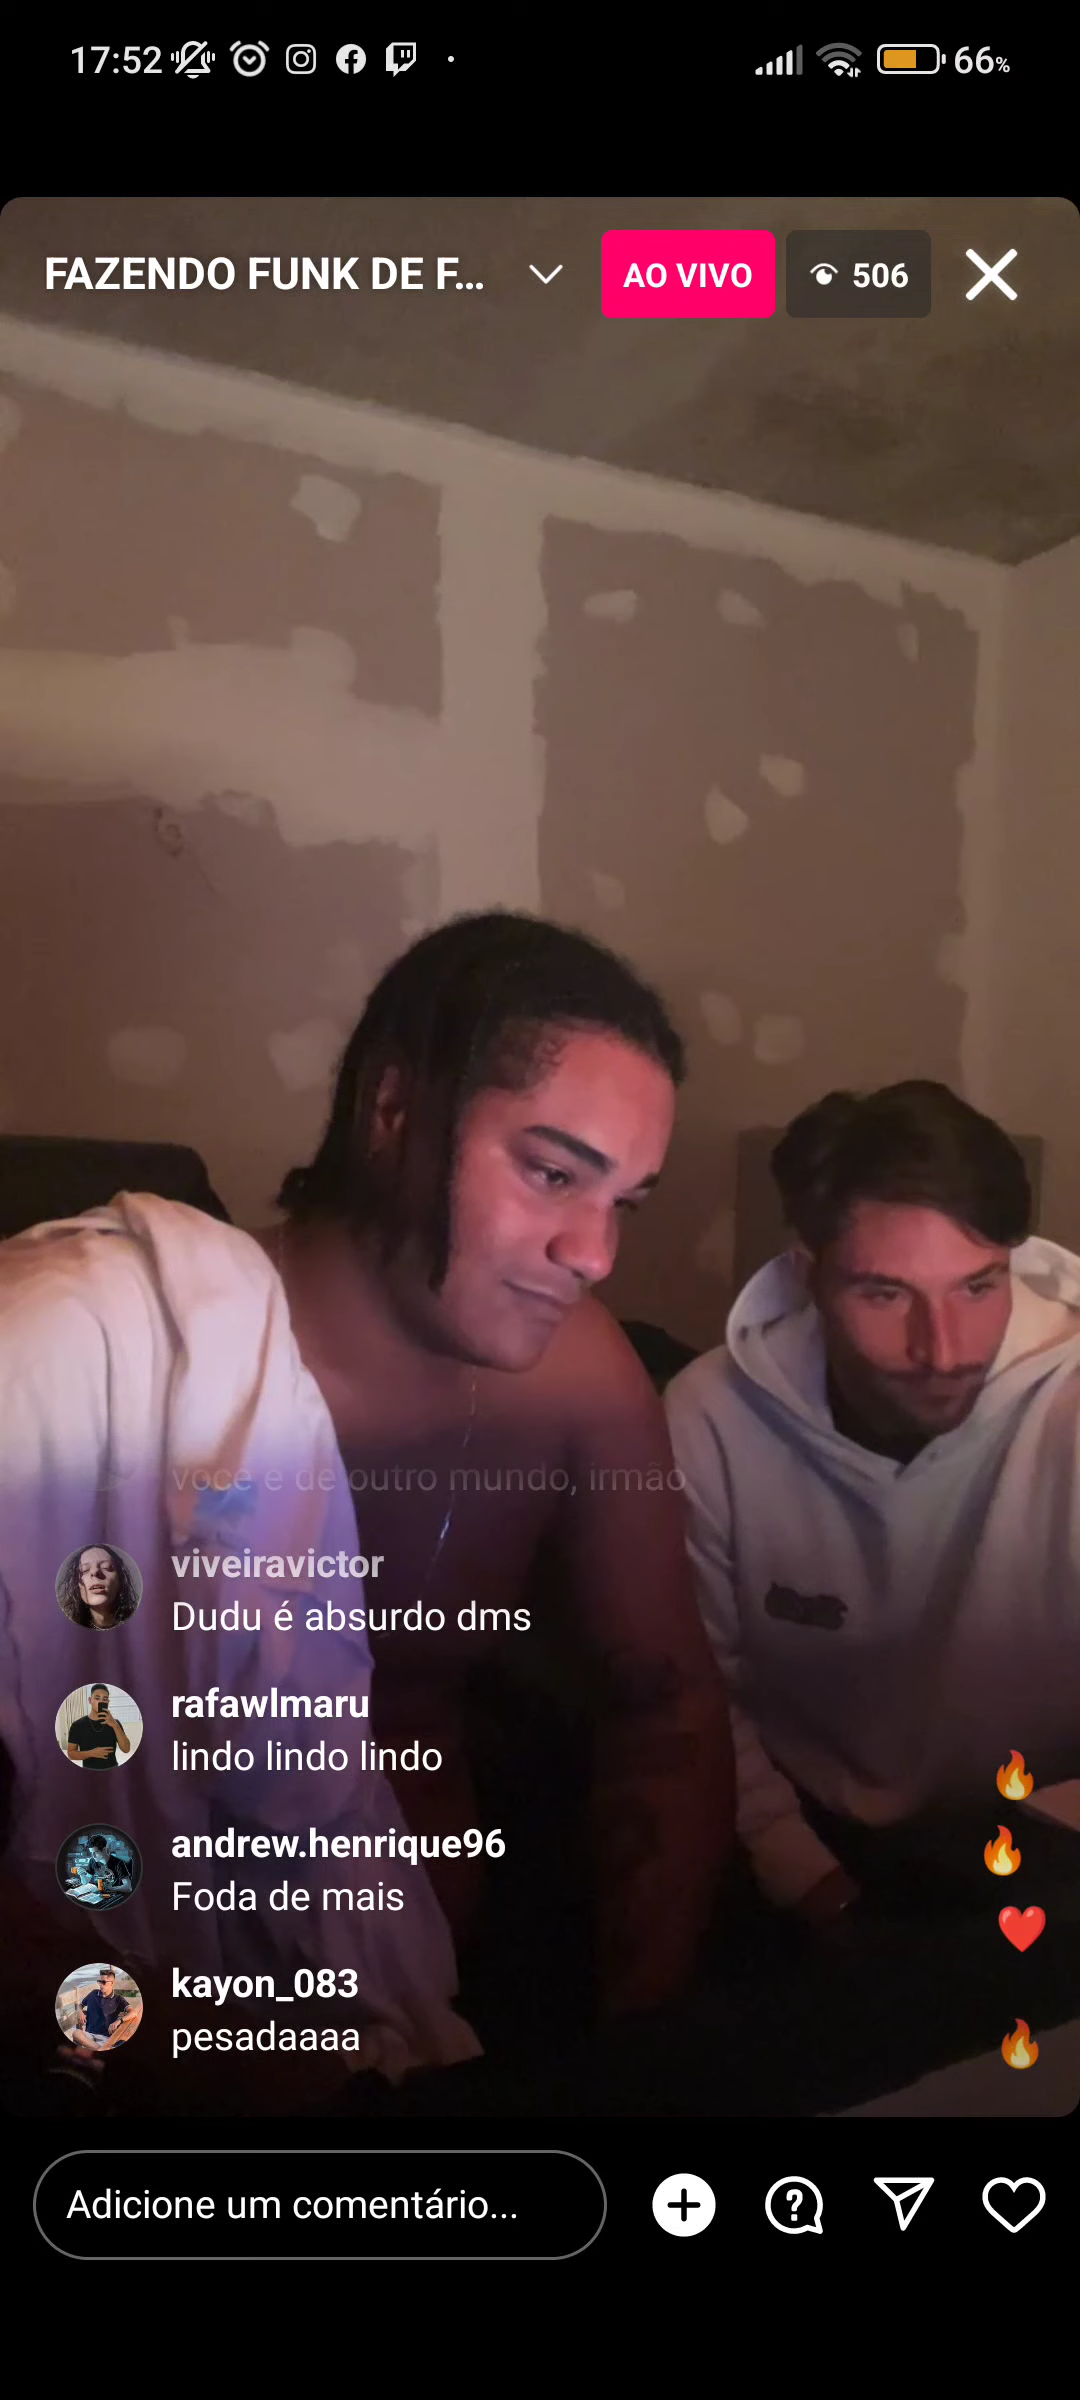 17:52
66%
FAZENDO FUNK DE F...
AO VIVO
506
voce e de outro mundo, irmão
viveiravictor
Dudu é absurdo dms
rafawlmaru
lindo lindo lindo
andrew.henrique96
Foda de mais
kayon_083
pesadaaaa
Adicione um comentário...